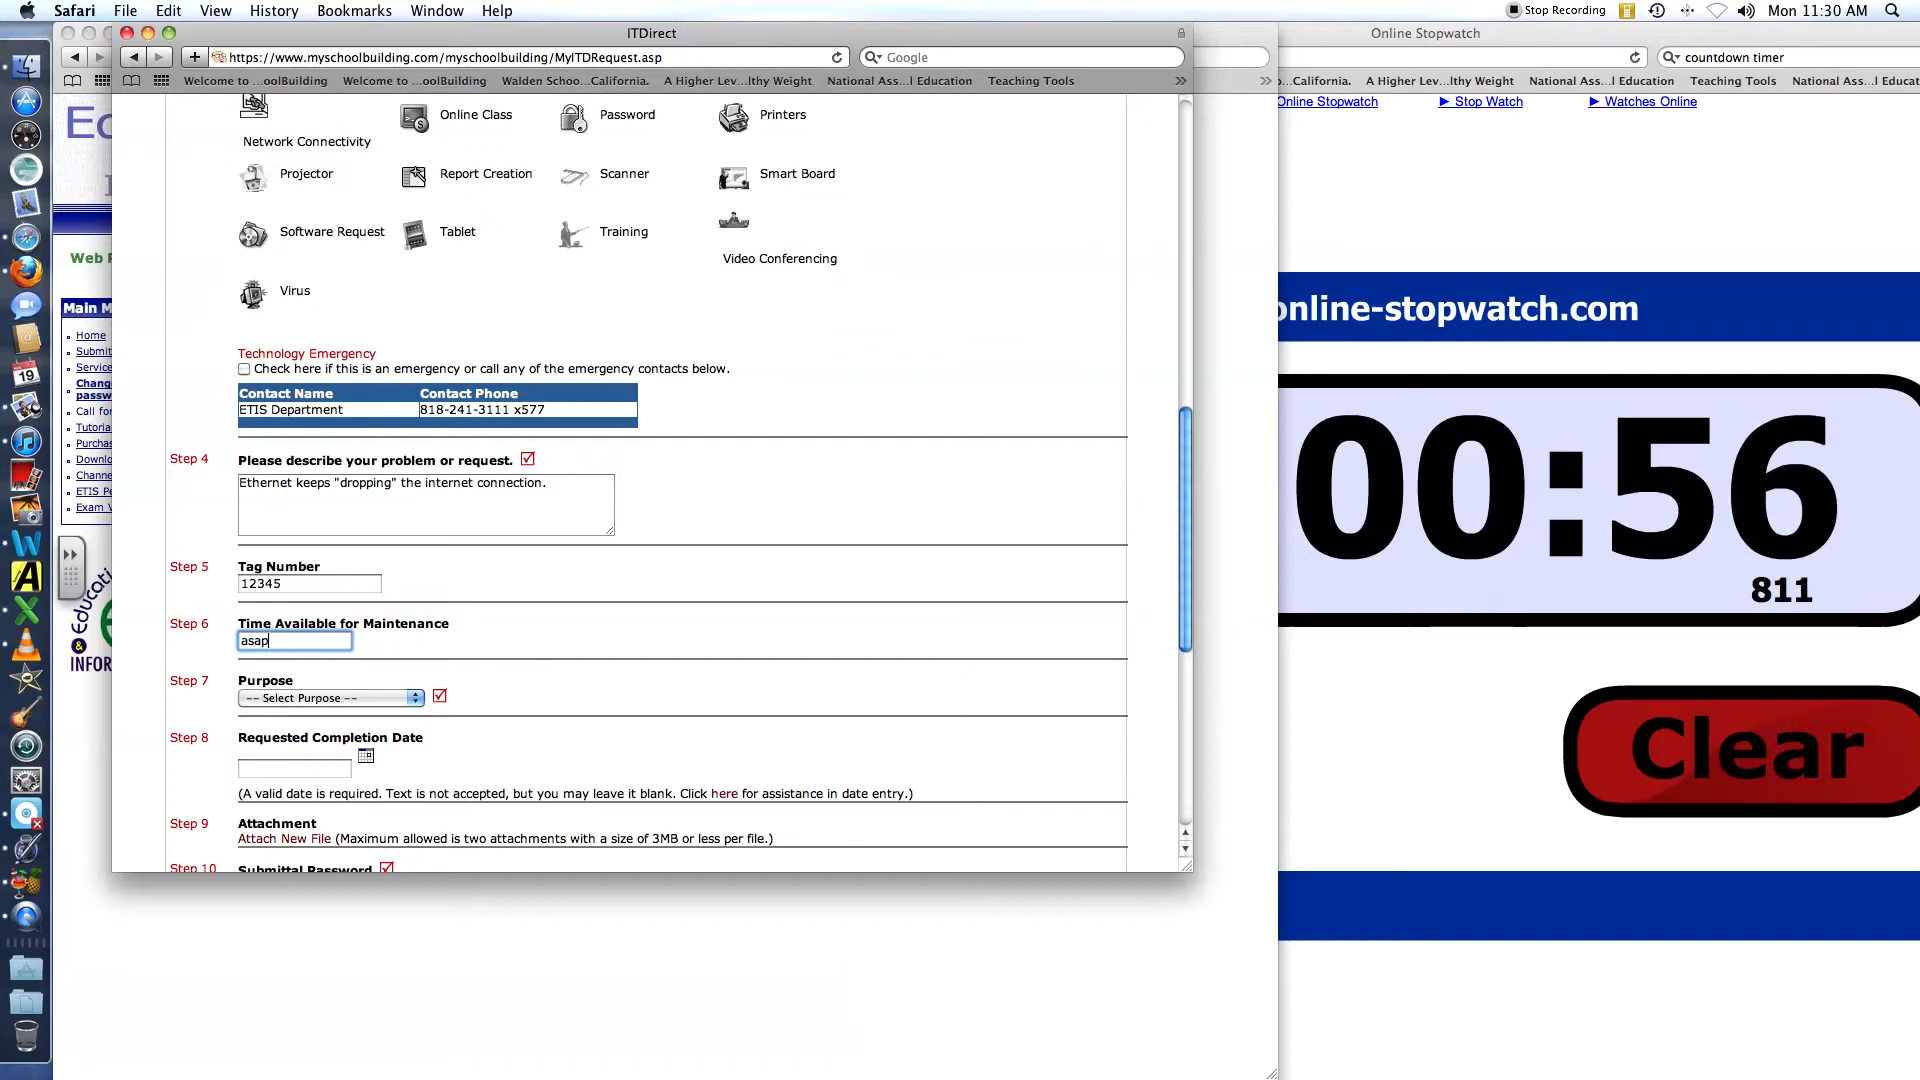 Safari File Edit View History Bookmarks Window Help
Stop Recording
Mon 11:30 AM
ITDirect
https://www.myschoolbuilding.com/myschoolbuilding/MyITDRequest.asp
Google
Welcome to ...oolBuilding Welcome to ...oolBuilding Walden Schoo...California. A Higher Lev...lthy Weight National Ass...l Education Teaching Tools
Online Stopwatch
countdown timer
...California. A Higher Lev...lthy Weight National Ass...l Education Teaching Tools National Ass...l Educat
Online Stopwatch
Stop Watch
Watches Online
Web
Main M
Home
Submit
Service
Chang
passw
Call for
Tutoria
Purcha
Downlo
Channe
ETIS Pe
Exam V
Educati
&
INFOR
Network Connectivity
Online Class
Password
Printers
Projector
Report Creation
Scanner
Smart Board
Software Request
Tablet
Training
Video Conferencing
Virus
Technology Emergency
Check here if this is an emergency or call any of the emergency contacts below.
Contact Name Contact Phone
ETIS Department 818-241-3111 x577
Step 4 Please describe your problem or request.
Ethernet keeps "dropping" the internet connection.
Step 5 Tag Number
12345
Step 6 Time Available for Maintenance
asap
Step 7 Purpose
-- Select Purpose --
Step 8 Requested Completion Date
(A valid date is required. Text is not accepted, but you may leave it blank. Click here for assistance in date entry.)
Step 9 Attachment
Attach New File (Maximum allowed is two attachments with a size of 3MB or less per file.)
Step 10 Submittal Password
online-stopwatch.com
00:56
811
Clear